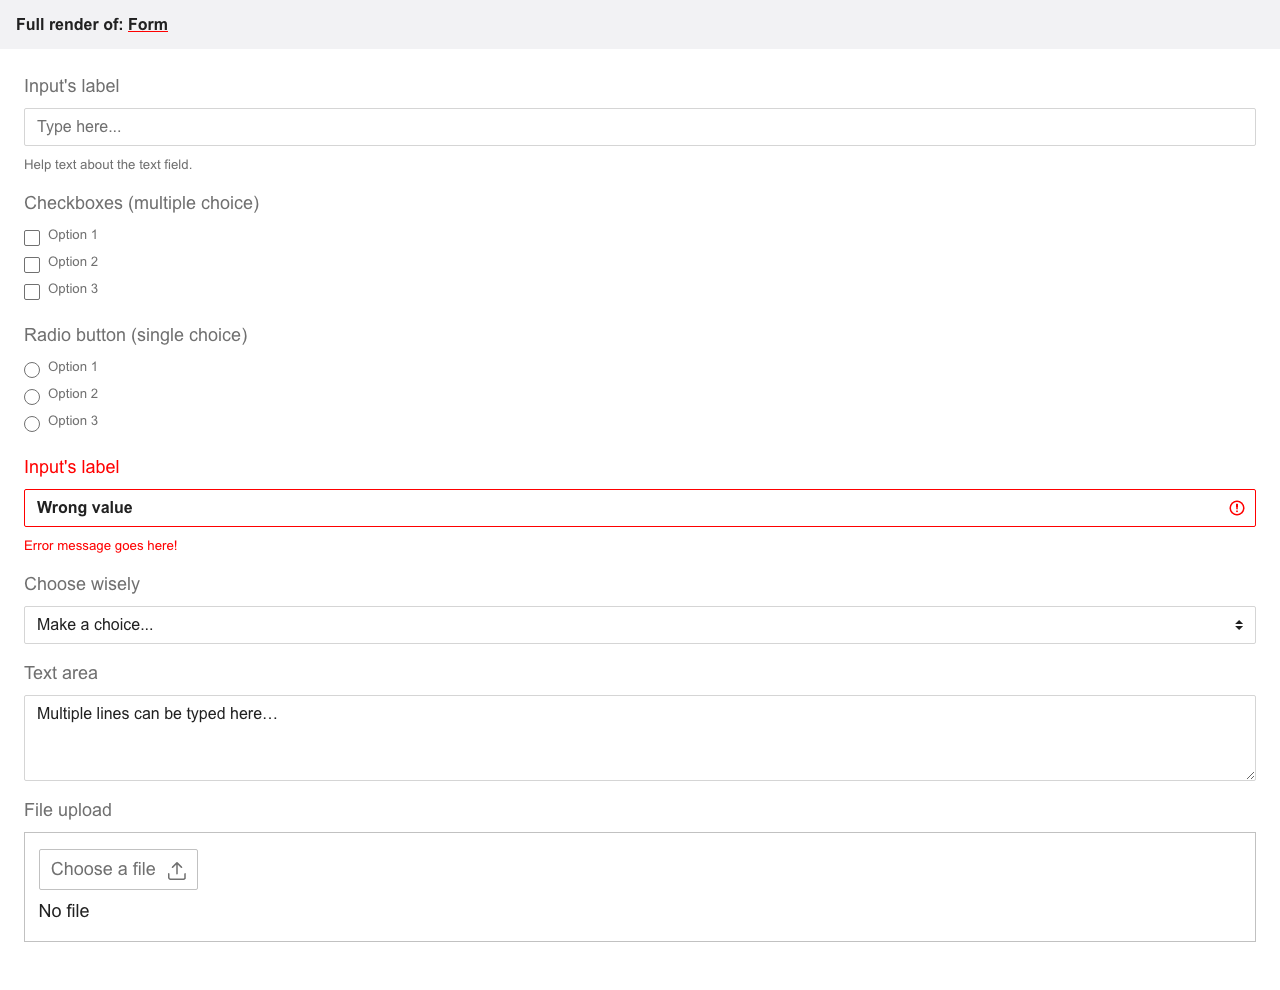 Full render of: Form
Input's label
Type here...
Help text about the text field.
Checkboxes (multiple choice)
Option 1
Option 2
Option 3
Radio button (single choice)
Option 1
Option 2
Option 3
Input's label
Wrong value
Error message goes here!
Choose wisely
Make a choice...
Text area
Multiple lines can be typed here…
File upload
Choose a file
No file